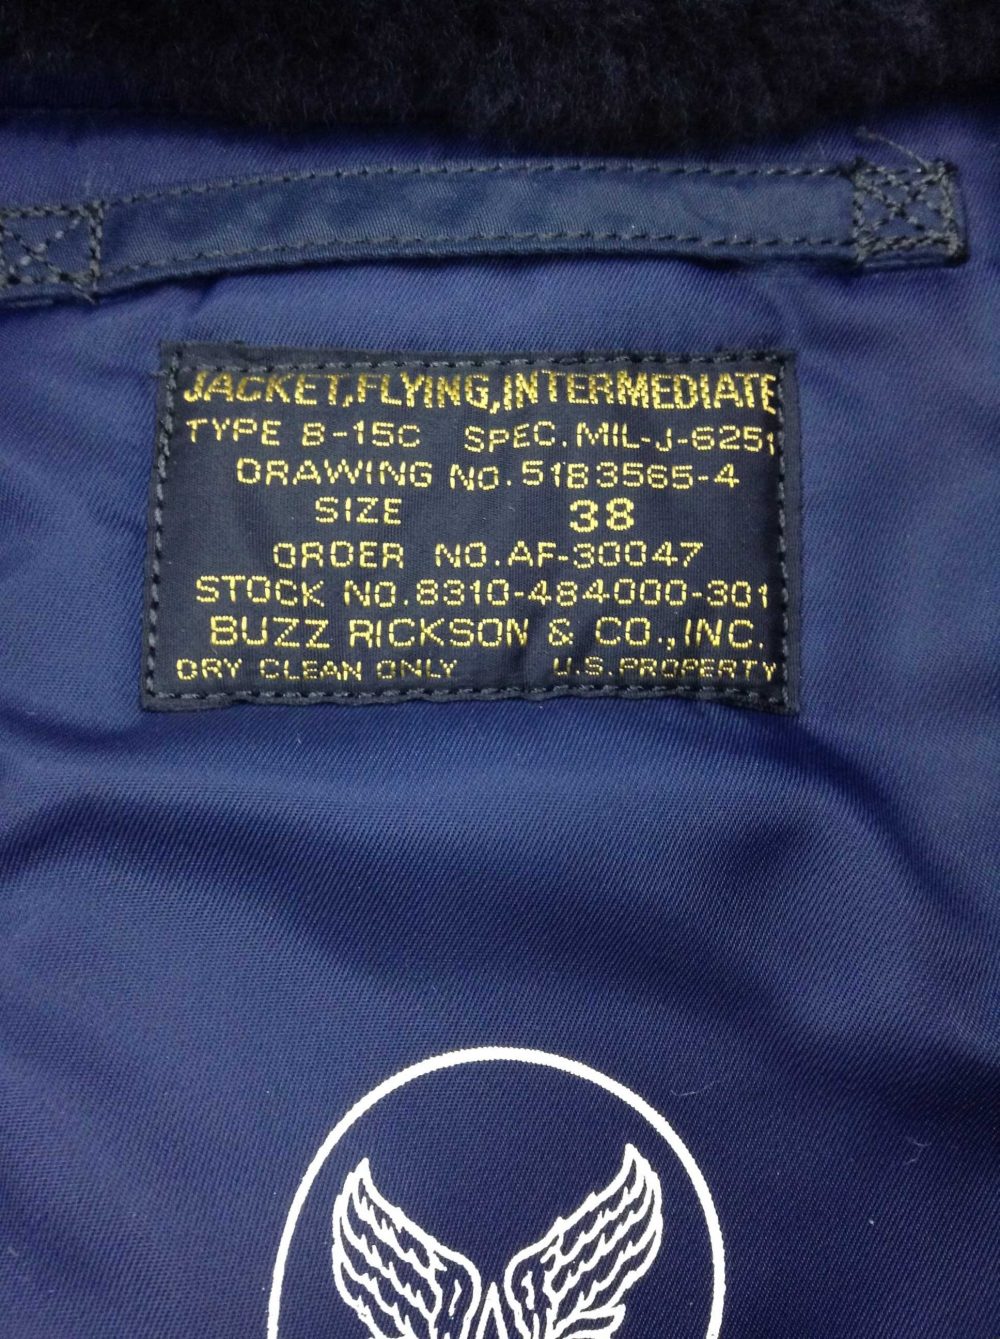 JACKET, FLYING, INTERMEDIATE
TYPE B-15C SPEC. MIL-J-6251
DRAWING NO. 51B3565-4
SIZE 38
ORDER NO. AF-30047
STOCK NO. 8310-484000-301
BUZZ RICKSON & CO., INC.
DRY CLEAN ONLY U.S. PROPERTY